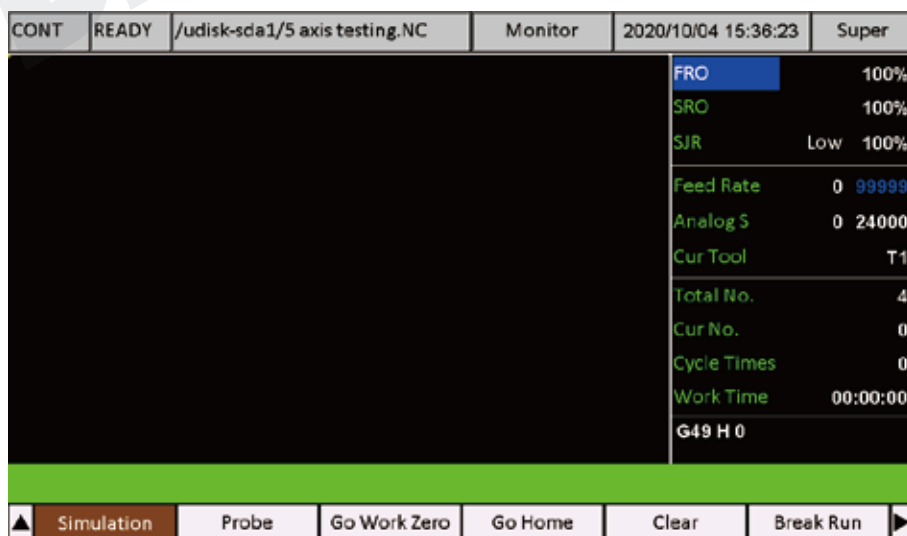 CONT READY /udisk-sda1/5 axis testing.NC Monitor 2020/10/04 15:36:23 Super
FRO 100%
SRO 100%
SJR Low 100%
Feed Rate 0 99999
Analog S 0 24000
Cur Tool T1
Total No. 4
Cur No. 0
Cycle Times 0
Work Time 00:00:00
G49 H 0
Simulation Probe Go Work Zero Go Home Clear Break Run